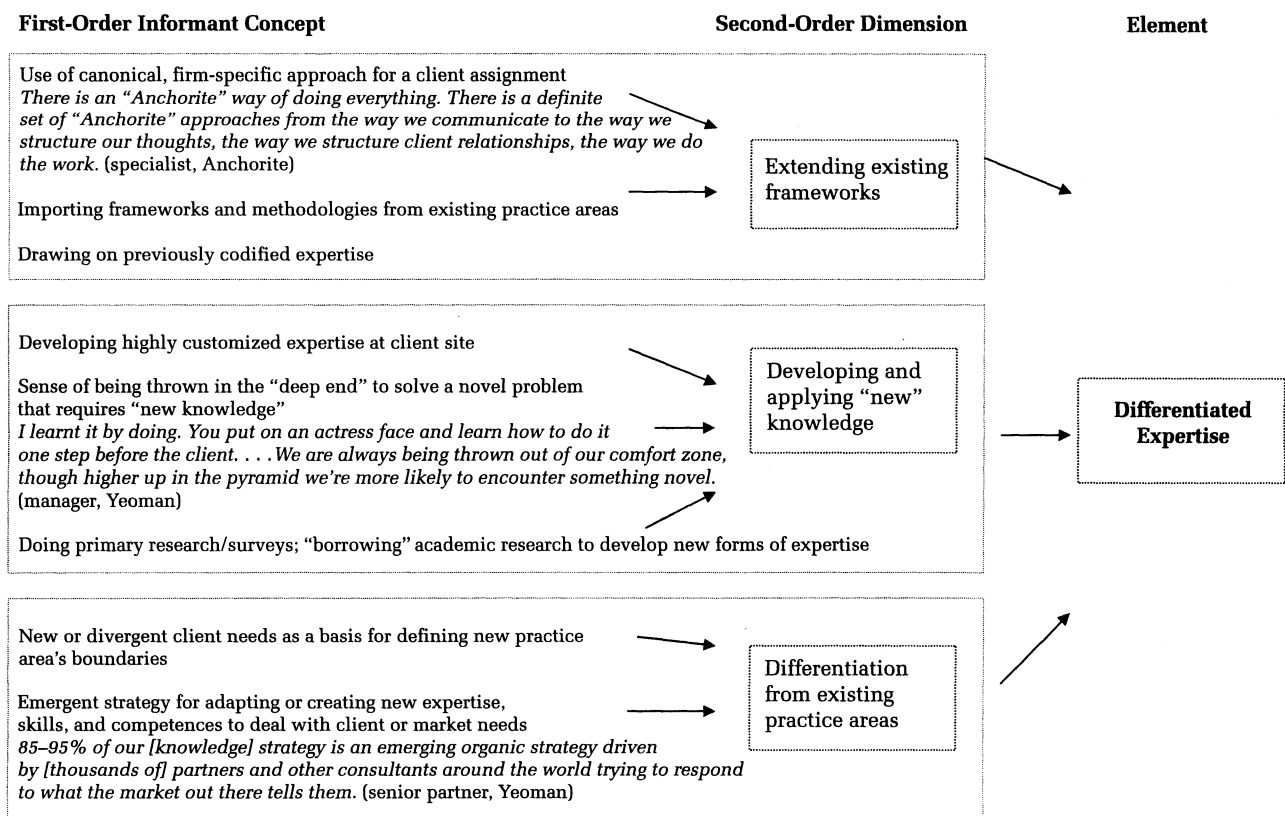 First-Order Informant Concept
Second-Order Dimension
Element
Use of canonical, firm-specific approach for a client assignment
There is an “Anchorite” way of doing everything. There is a definite
set of “Anchorite” approaches from the way we communicate to the way we
structure our thoughts, the way we structure client relationships, the way we do
the work. (specialist, Anchorite)
Importing frameworks and methodologies from existing practice areas
Drawing on previously codified expertise
Extending existing
frameworks
Developing highly customized expertise at client site
Sense of being thrown in the “deep end” to solve a novel problem
that requires “new knowledge”
I learnt it by doing. You put on an actress face and learn how to do it
one step before the client. . . . We are always being thrown out of our comfort zone,
though higher up in the pyramid we’re more likely to encounter something novel.
(manager, Yeoman)
Doing primary research/surveys; “borrowing” academic research to develop new forms of expertise
Developing and
applying “new”
knowledge
Differentiated
Expertise
New or divergent client needs as a basis for defining new practice
area’s boundaries
Emergent strategy for adapting or creating new expertise,
skills, and competences to deal with client or market needs
85–95% of our [knowledge] strategy is an emerging organic strategy driven
by [thousands of] partners and other consultants around the world trying to respond
to what the market out there tells them. (senior partner, Yeoman)
Differentiation
from existing
practice areas